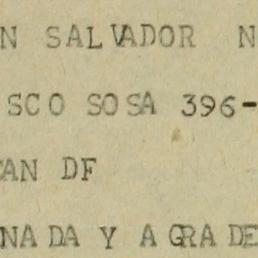 N SALVADOR N
SCO SOSA 396-
AN DF
NADA Y AGRADE